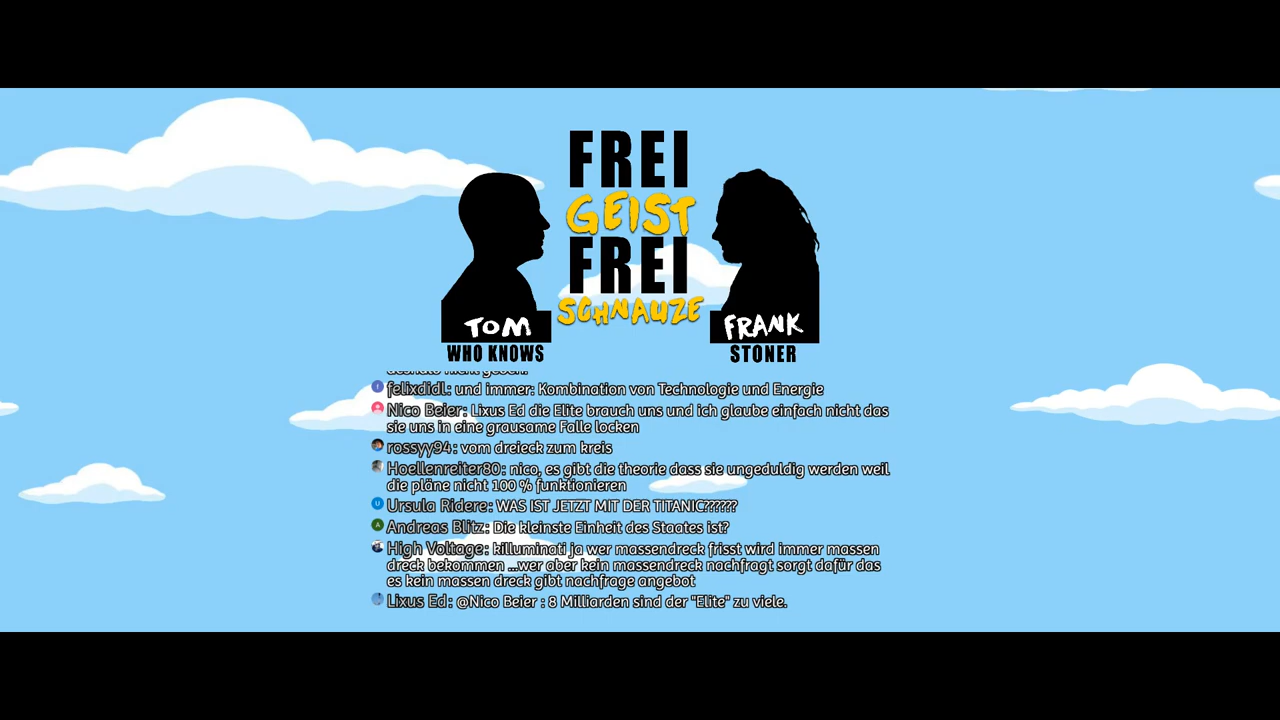 FREI
GEIST
FREI
SCHNAUZE
TOM
WHO KNOWS
FRANK
STONER
deshalb nicht geben.
felixdidl: und immer: Kombination von Technologie und Energie
Nico Beier: Lixus Ed die Elite brauch uns und ich glaube einfach nicht das
sie uns in eine grausame Falle locken
rossyy94: vom dreieck zum kreis
Hoellenreiter80: nico, es gibt die theorie dass sie ungeduldig werden weil
die pläne nicht 100 % funktionieren
Ursula Ridere: WAS IST JETZT MIT DER TITANIC??????
Andreas Blitz: Die kleinste Einheit des Staates ist?
High Voltage: killuminati ja wer massendreck frisst wird immer massen
dreck bekommen ...wer aber kein massendreck nachfragt sorgt dafür das
es kein massen dreck gibt nachfrage angebot
Lixus Ed: @Nico Beier : 8 Milliarden sind der "Elite" zu viele.